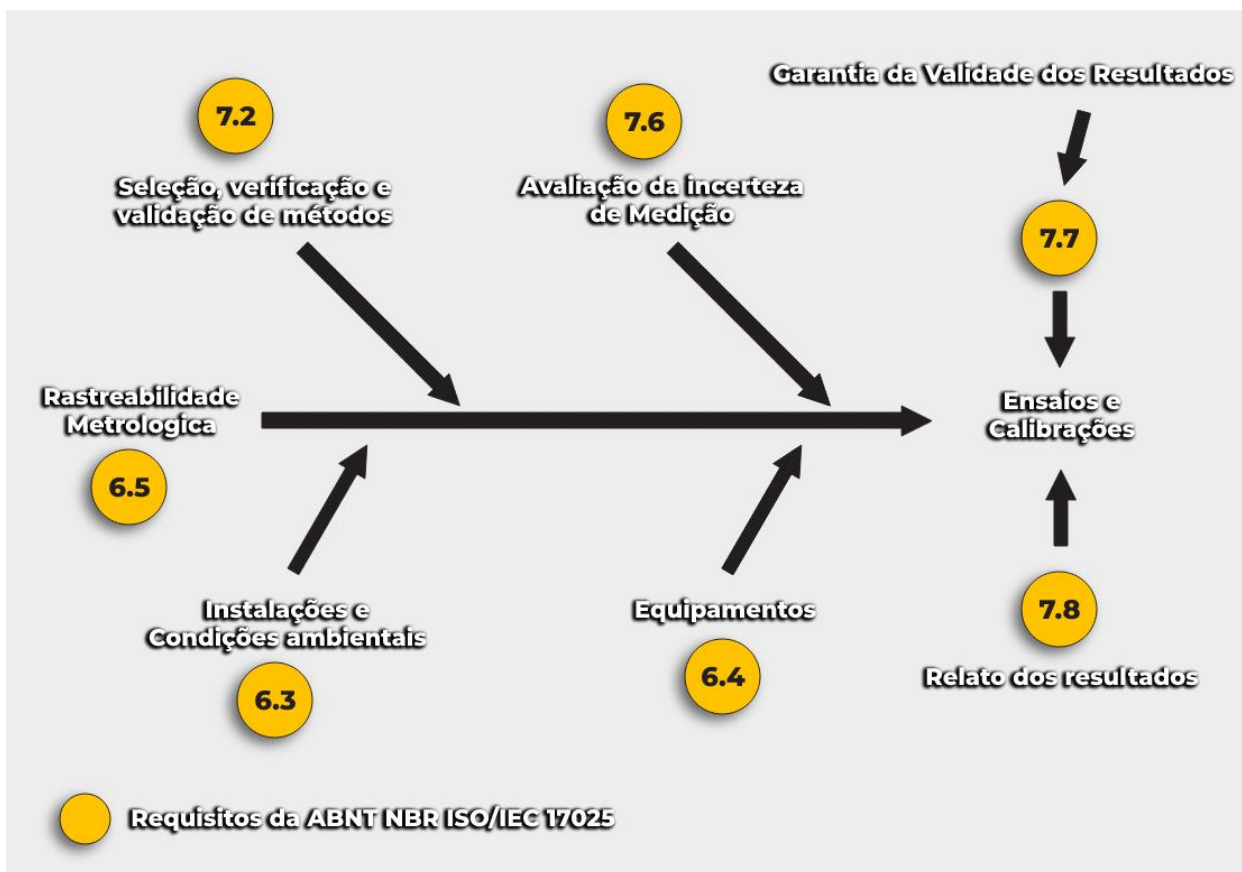 Garantia da Validade dos Resultados
7.2
7.6
Seleção, verificação e
validação de métodos
Avaliação da incerteza
de Medição
7.7
Rastreabilidade
Metrologica
6.5
Ensaios e
Calibrações
Instalações e
Condições ambientais
6.3
Equipamentos
6.4
7.8
Relato dos resultados
Requisitos da ABNT NBR ISO/IEC 17025